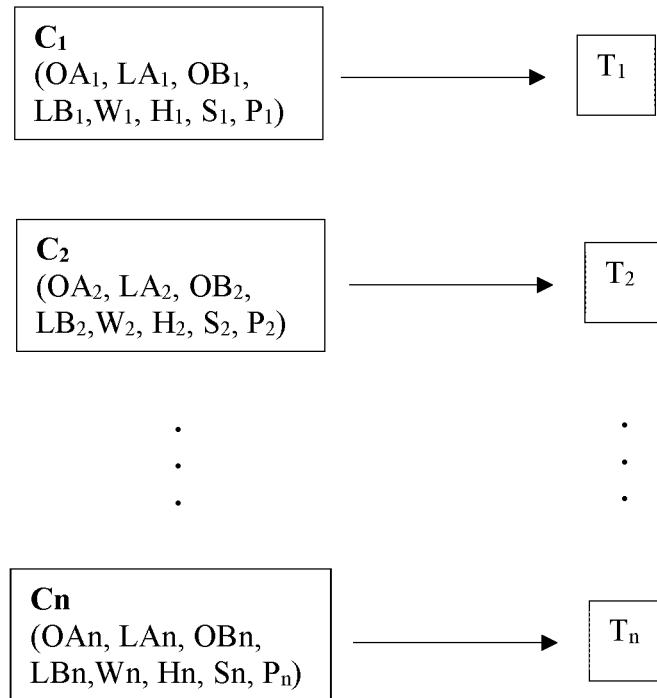 C₁
(OA₁, LA₁, OB₁,
LB₁,W₁, H₁, S₁, P₁)
T₁
C₂
(OA₂, LA₂, OB₂,
LB₂,W₂, H₂, S₂, P₂)
T₂
Cn
(OAn, LAn, OBn,
LBn,Wn, Hn, Sn, Pₙ)
Tₙ